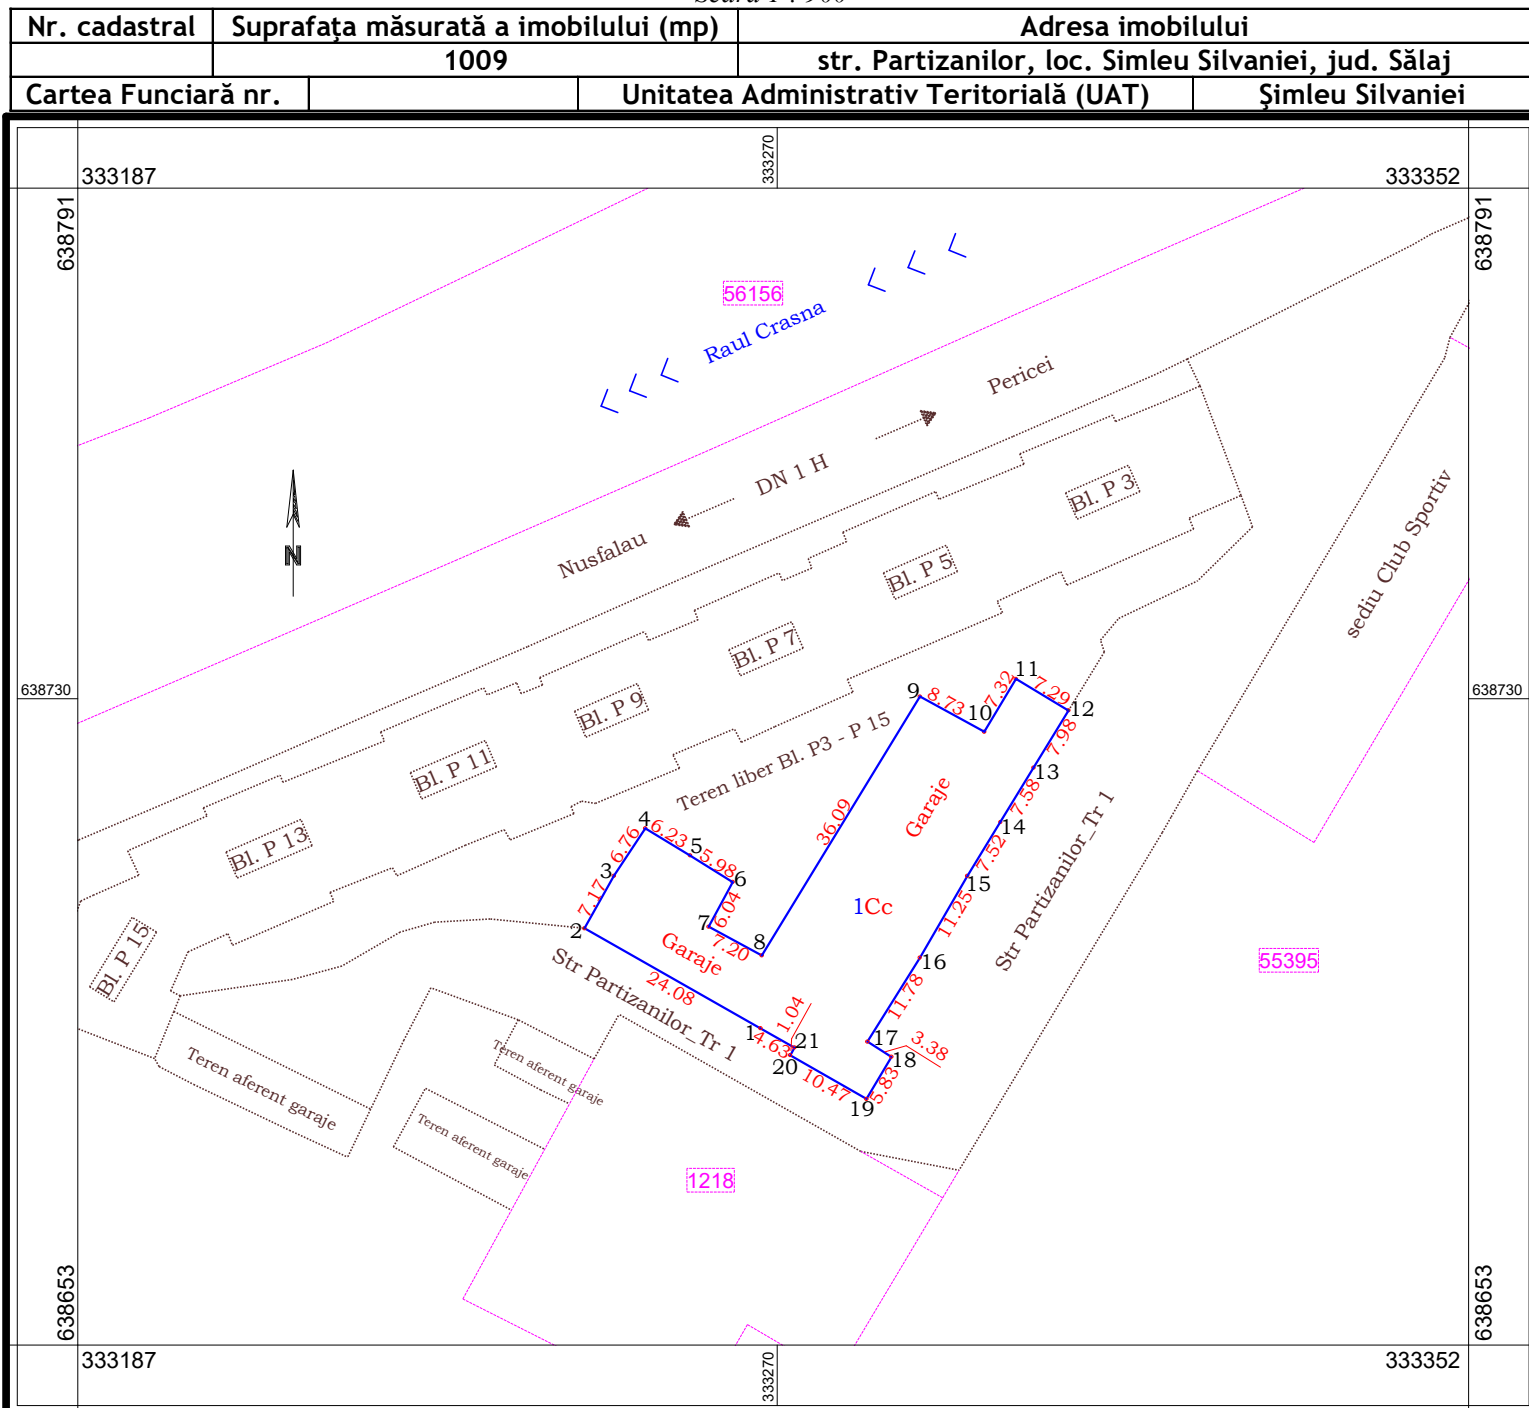 Scara 1 : 900
Nr. cadastral
Suprafaţa măsurată a imobilului (mp)
Adresa imobilului
1009
str. Partizanilor, loc. Simleu Silvaniei, jud. Sălaj
Cartea Funciară nr.
Unitatea Administrativ Teritorială (UAT)
Şimleu Silvaniei
333187
333270
333352
638791
638791
56156
Raul Crasna
Pericei
DN 1 H
Nusfalau
N
Bl. P 3
Bl. P 5
Bl. P 7
Bl. P 9
Bl. P 11
Bl. P 13
Bl. P 15
sediu Club Sportiv
638730
638730
Teren liber Bl. P3 - P 15
9
8.73
10
7.32
11
7.29
12
7.98
13
7.58
14
7.52
15
11.25
16
11.78
17
3.38
18
5.83
19
10.47
20
1.04
21
4.63
1
24.08
2
7.17
3
6.76
4
6.23
5
5.98
6
6.04
7
7.20
8
36.09
Garaje
1Cc
Garaje
Str Partizanilor_Tr 1
Str Partizanilor_Tr 1
55395
Teren aferent garaje
Teren aferent garaje
Teren aferent garaje
1218
638653
638653
333187
333270
333352